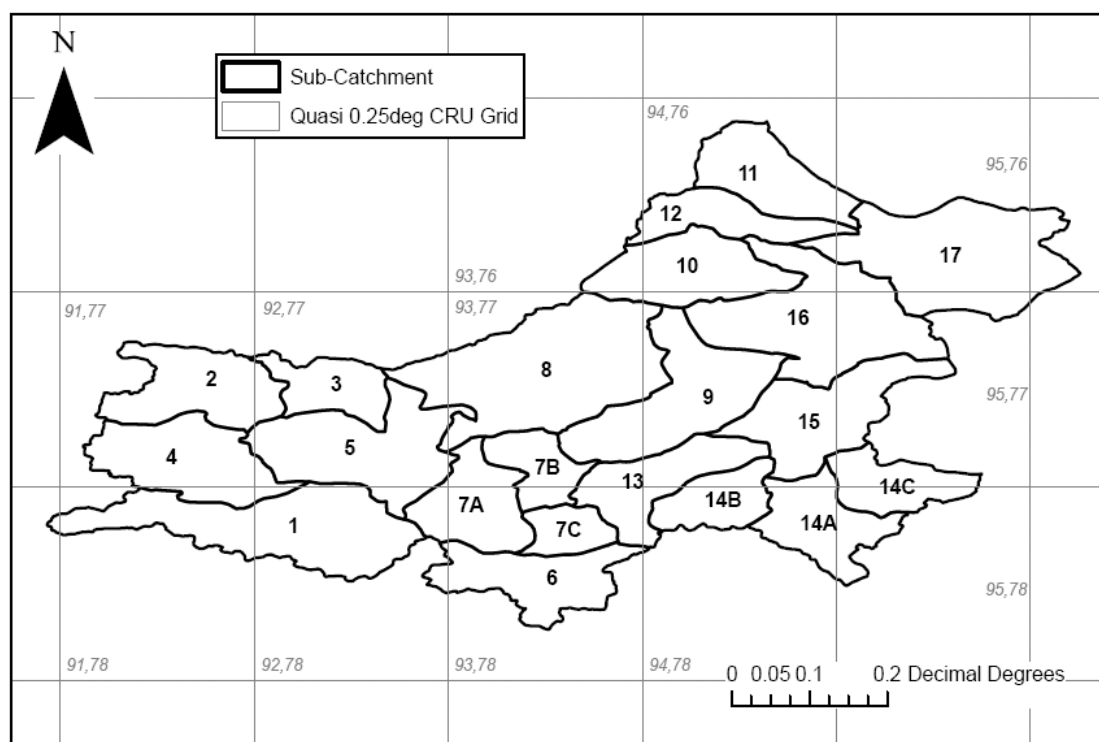 N
Sub-Catchment
Quasi 0.25deg CRU Grid
94,76
95,76
11
12
17
10
93,76
91,77
92,77
93,77
16
8
2
3
9
95,77
15
5
4
7B
13
14C
7A
14B
1
7C
14A
6
95,78
91,78
92,78
93,78
94,78
0 0.05 0.1 0.2 Decimal Degrees